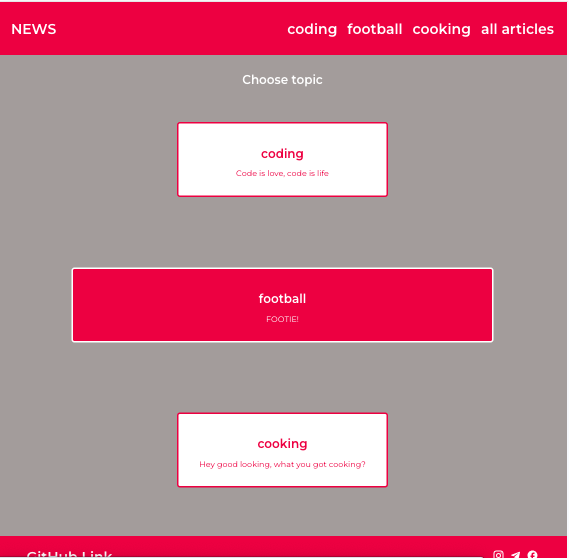 NEWS coding football cooking all articles
Choose topic
coding
Code is love, code is life
football
FOOTIE!
cooking
Hey good looking, what you got cooking?
GitHub Link